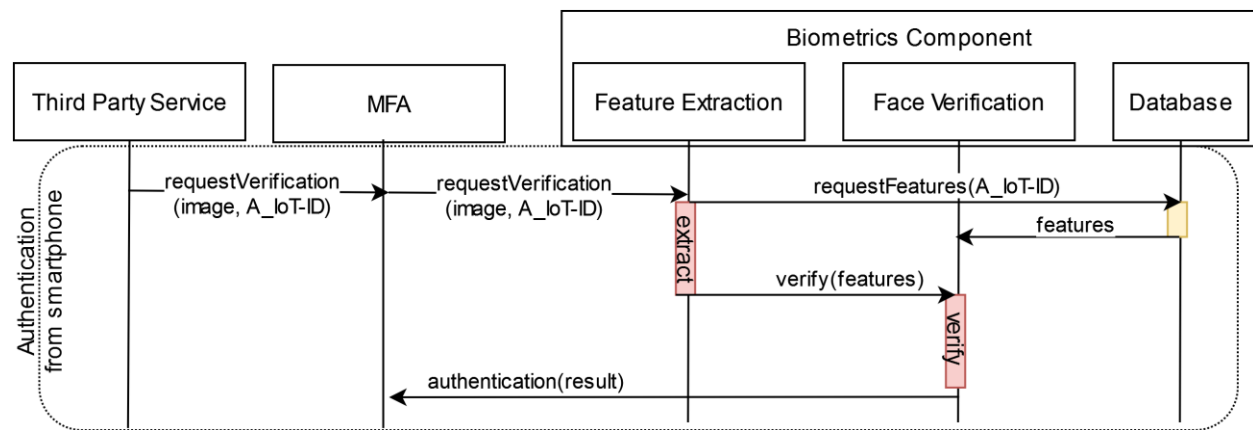 Biometrics Component
Third Party Service
MFA
Feature Extraction
Face Verification
Database
Authentication
from smartphone
requestVerification
(image, A_IoT-ID)
requestVerification
(image, A_IoT-ID)
requestFeatures(A_IoT-ID)
extract
features
verify(features)
verify
authentication(result)